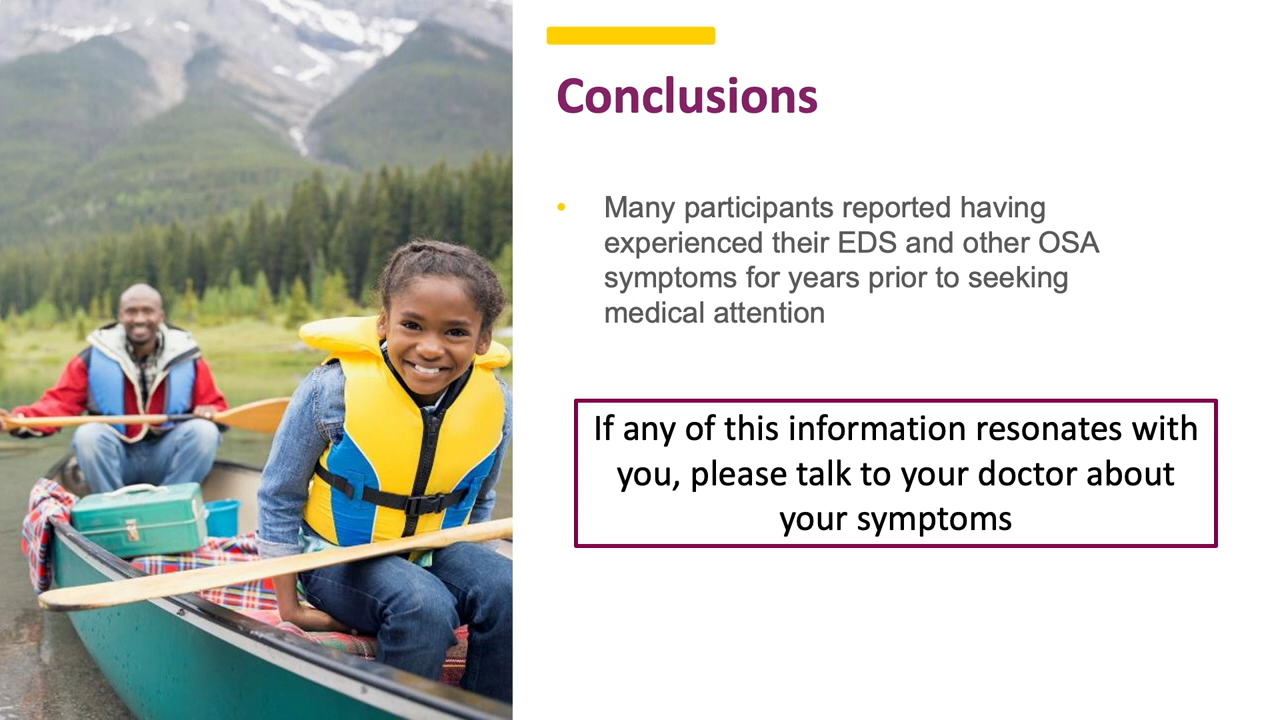 Conclusions
• Many participants reported having
experienced their EDS and other OSA
symptoms for years prior to seeking
medical attention
If any of this information resonates with
you, please talk to your doctor about
your symptoms